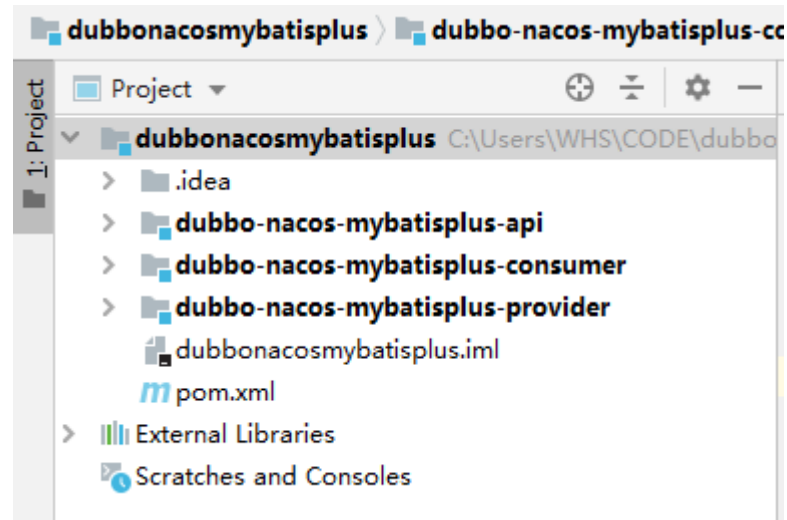 dubbonacosmybatisplus dubbo-nacos-mybatisplus-co
1: Project
Project
dubbonacosmybatisplus C:\Users\WHS\CODE\dubbo
.idea
dubbo-nacos-mybatisplus-api
dubbo-nacos-mybatisplus-consumer
dubbo-nacos-mybatisplus-provider
dubbonacosmybatisplus.iml
m pom.xml
External Libraries
Scratches and Consoles